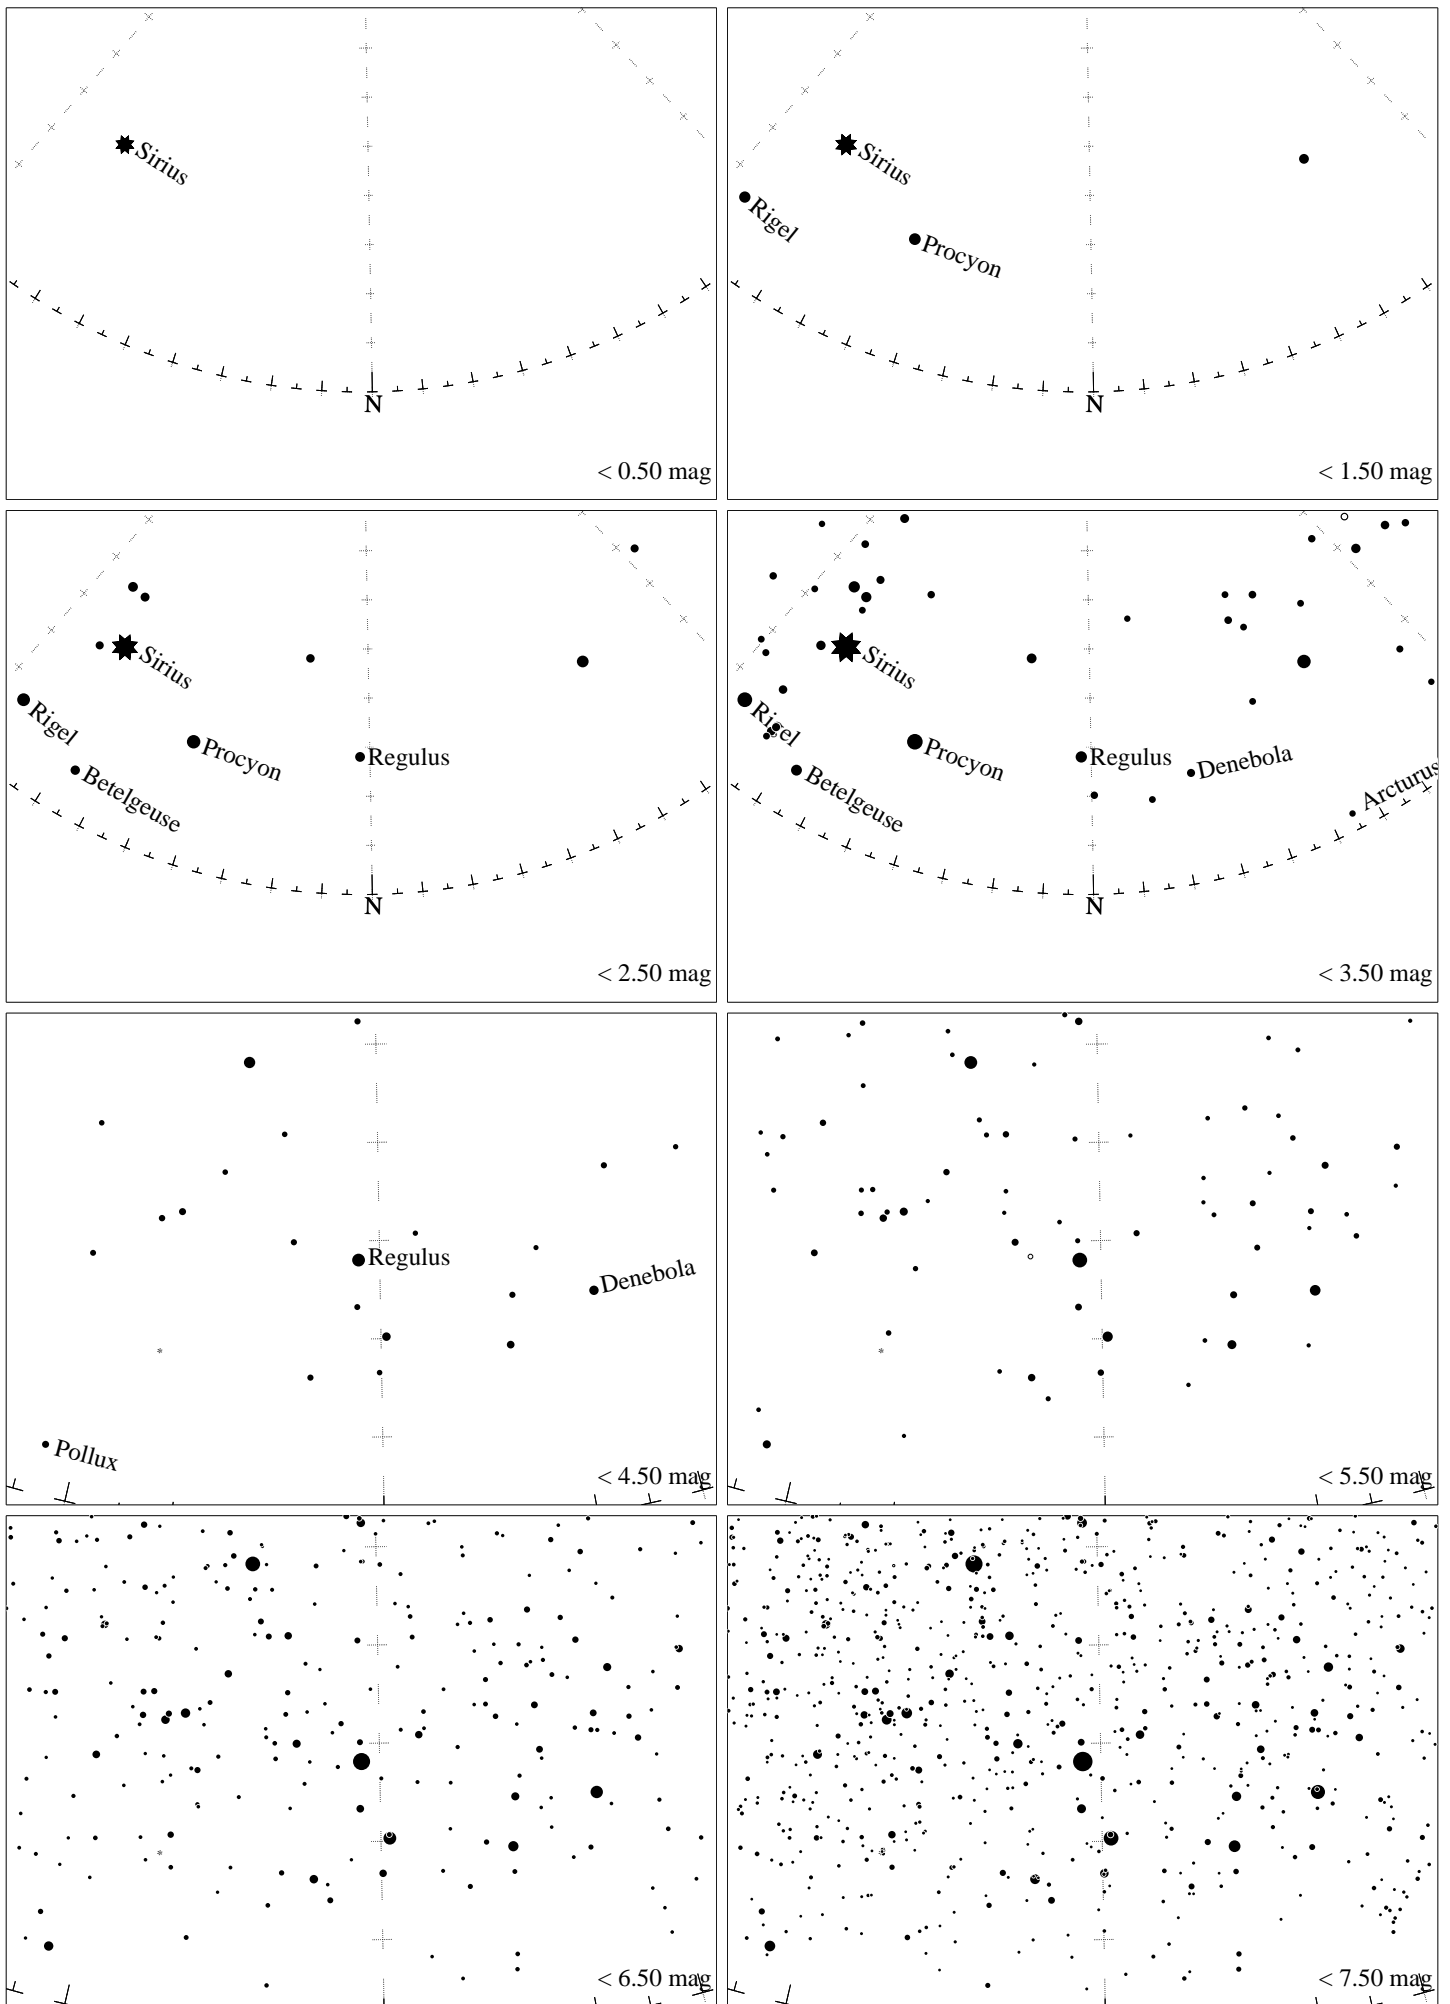 Sirius
N
< 0.50 mag
Sirius
Rigel
Procyon
N
< 1.50 mag
Sirius
Rigel
Procyon
Regulus
Betelgeuse
N
< 2.50 mag
Sirius
Rigel
Procyon
Regulus
Denebola
Betelgeuse
Arcturus
N
< 3.50 mag
Regulus
Denebola
Pollux
< 4.50 mag
< 5.50 mag
< 6.50 mag
< 7.50 mag